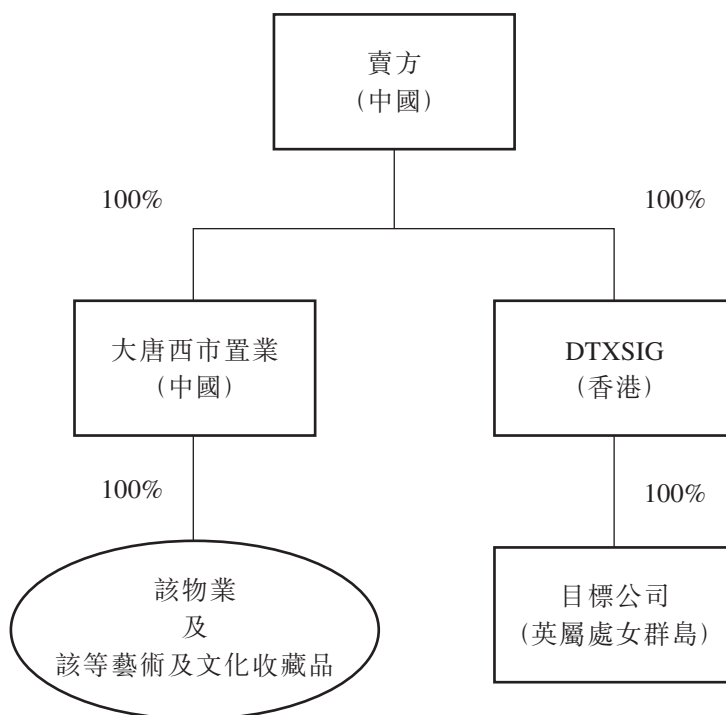 賣方
(中國)
100%
100%
大唐西市置業
(中國)
DTXSIG
(香港)
100%
100%
該物業
及
該等藝術及文化收藏品
目標公司
(英屬處女群島)